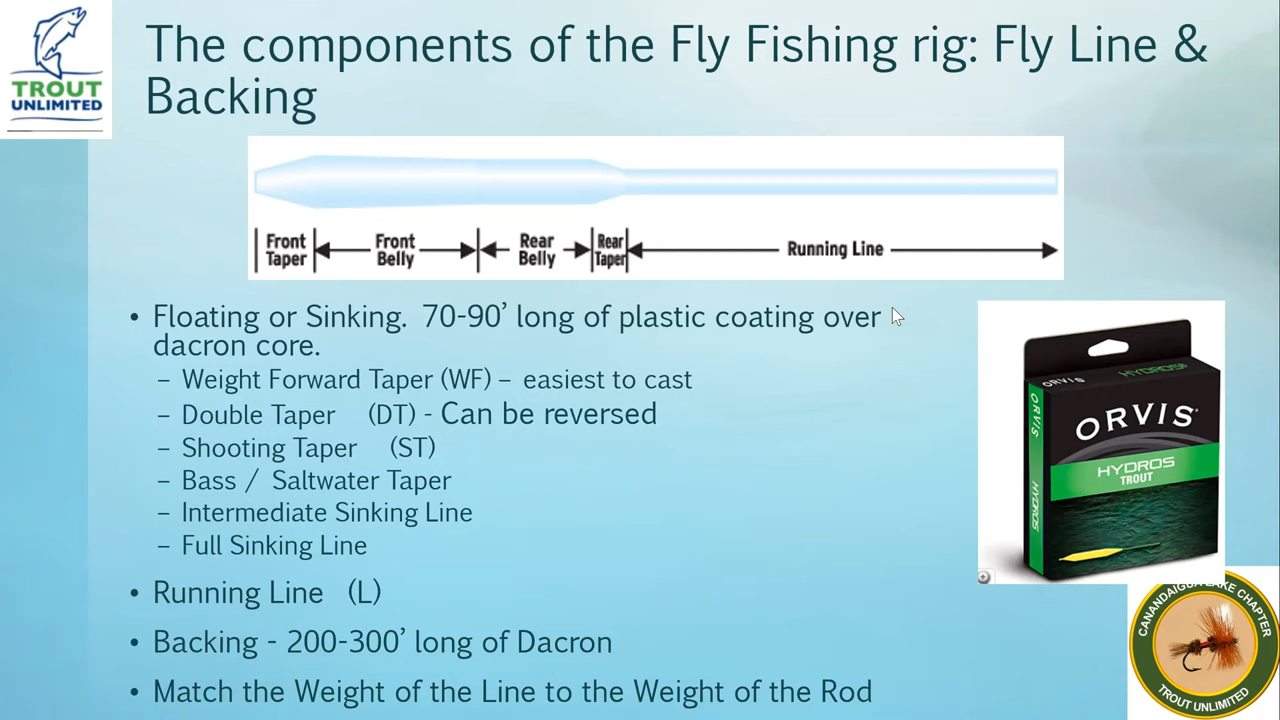 TROUT
UNLIMITED
The components of the Fly Fishing rig: Fly Line &
Backing
Front
Taper
Front
Belly
Rear
Belly
Rear
Taper
Running Line
• Floating or Sinking. 70-90’ long of plastic coating over
dacron core.
– Weight Forward Taper (WF) – easiest to cast
– Double Taper (DT) - Can be reversed
– Shooting Taper (ST)
– Bass / Saltwater Taper
– Intermediate Sinking Line
– Full Sinking Line
• Running Line (L)
• Backing - 200-300’ long of Dacron
• Match the Weight of the Line to the Weight of the Rod
ORVIS HYDROS
ORVIS
HYDROS
ORVIS
HYDROS
TROUT
CANANDAIGUA LAKE CHAPTER
TROUT UNLIMITED